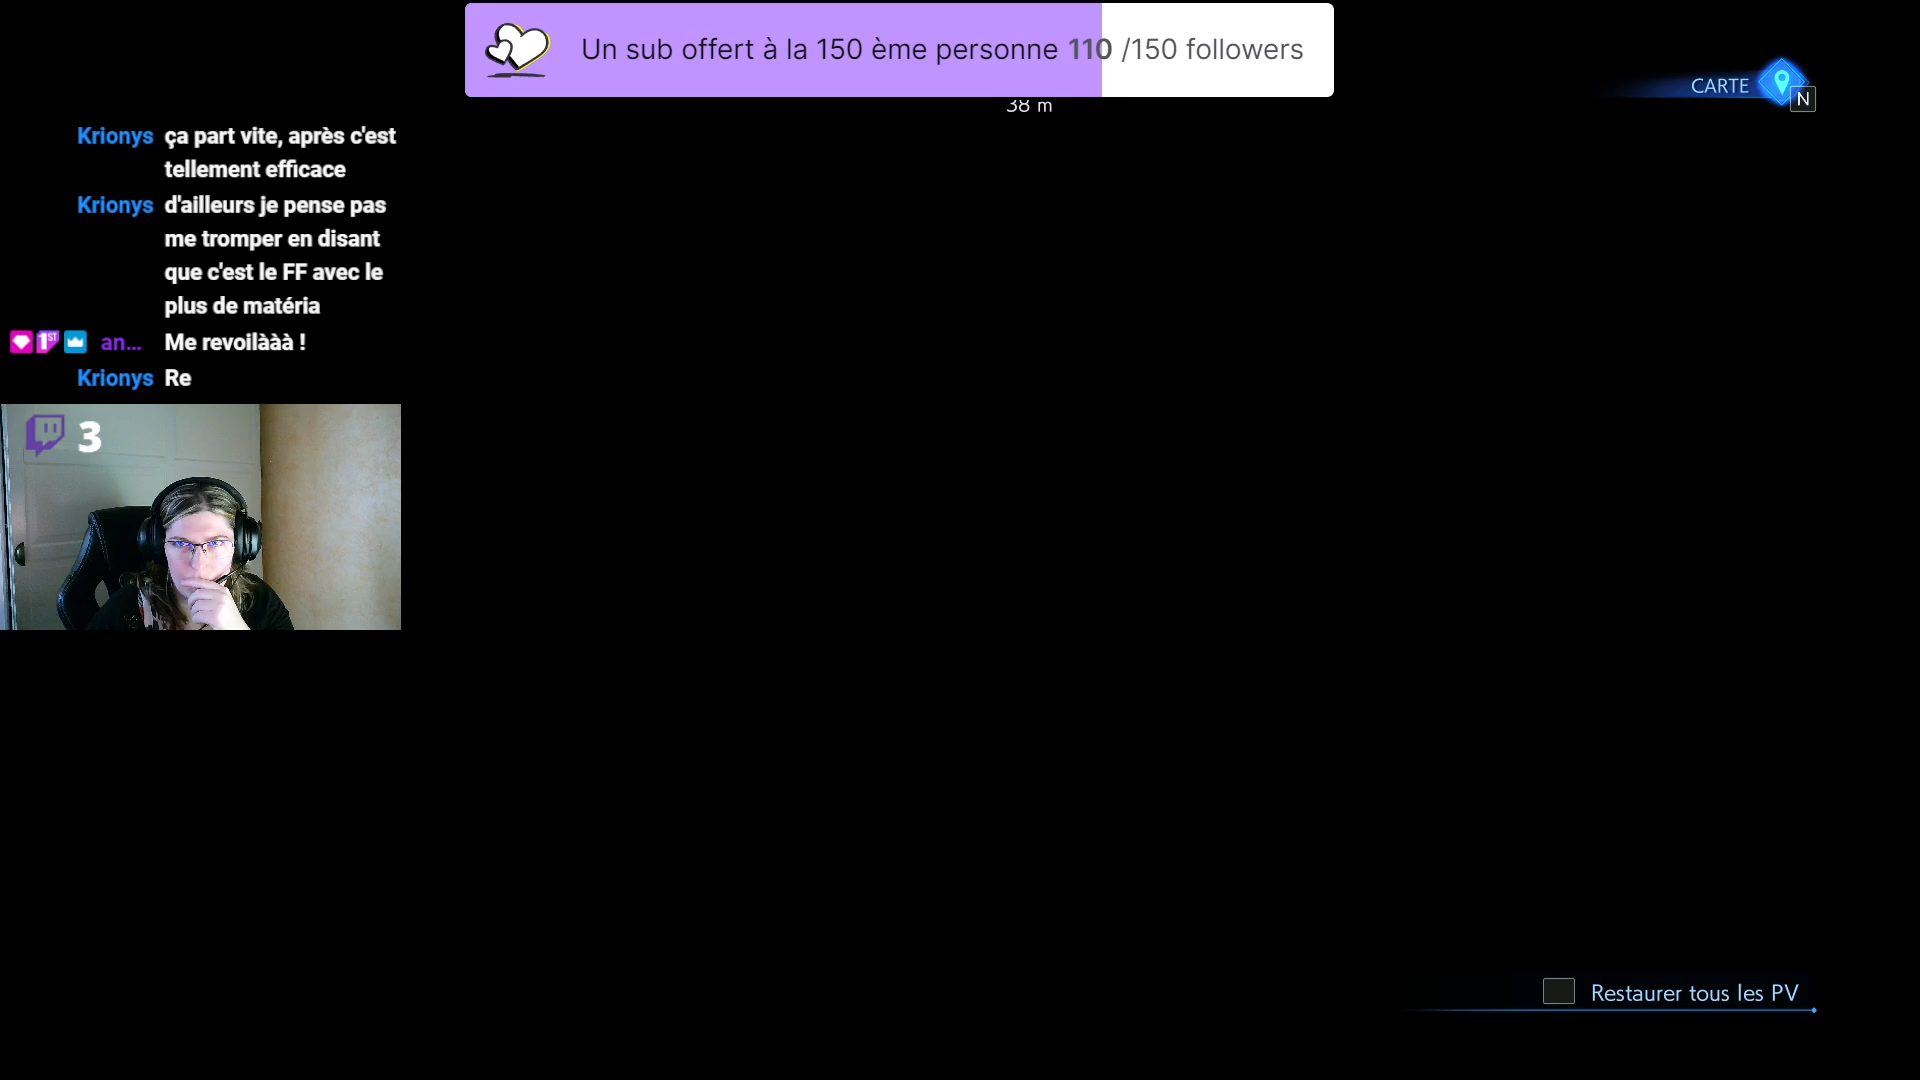 Un sub offert à la 150 ème personne 110 /150 followers
38 m
CARTE
N
Krionys ça part vite, après c'est
tellement efficace
Krionys d'ailleurs je pense pas
me tromper en disant
que c'est le FF avec le
plus de matéria
1ST an... Me revoilààà !
Krionys Re
3
Restaurer tous les PV